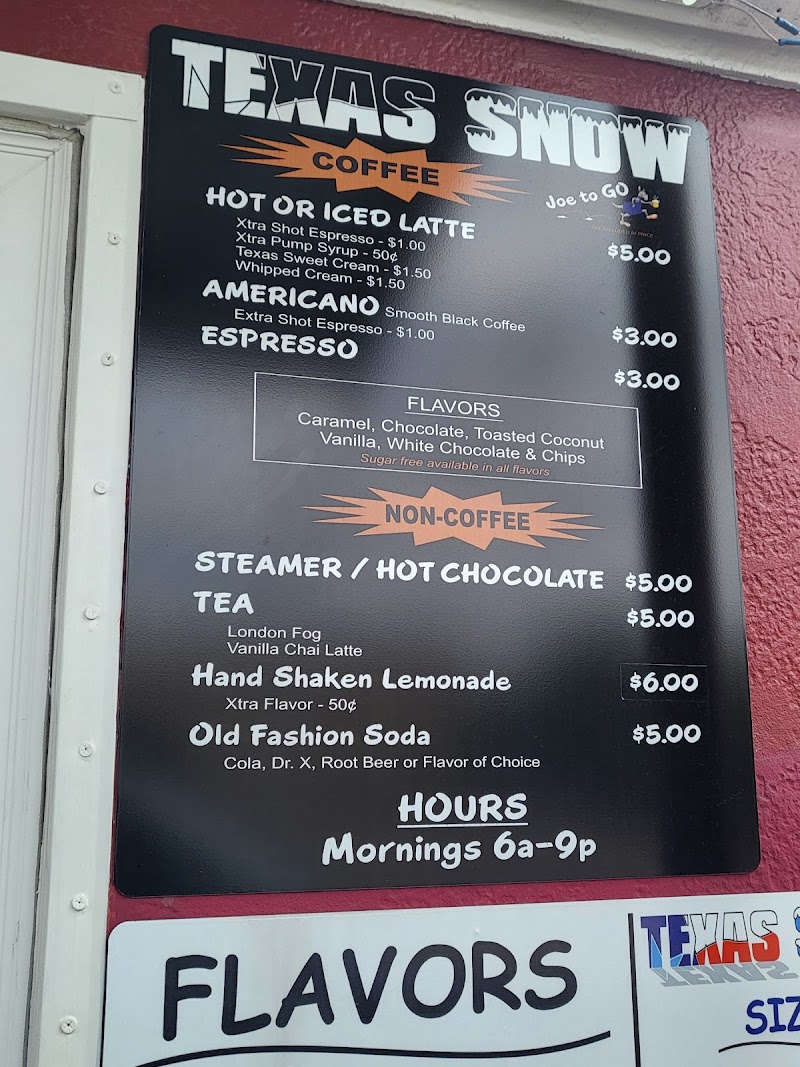 TEXAS SNOW
COFFEE
Joe to GO
HOT OR ICED LATTE $5.00
Xtra Shot Espresso - $1.00
Xtra Pump Syrup - 50¢
Texas Sweet Cream - $1.50
Whipped Cream - $1.50
AMERICANO Smooth Black Coffee $3.00
Extra Shot Espresso - $1.00
ESPRESSO $3.00
FLAVORS
Caramel, Chocolate, Toasted Coconut
Vanilla, White Chocolate & Chips
Sugar free available in all flavors
NON-COFFEE
STEAMER / HOT CHOCOLATE $5.00
TEA $5.00
London Fog
Vanilla Chai Latte
Hand Shaken Lemonade $6.00
Xtra Flavor - 50¢
Old Fashion Soda $5.00
Cola, Dr. X, Root Beer or Flavor of Choice
HOURS
Mornings 6a-9p
FLAVORS
TEXAS S
SIZ